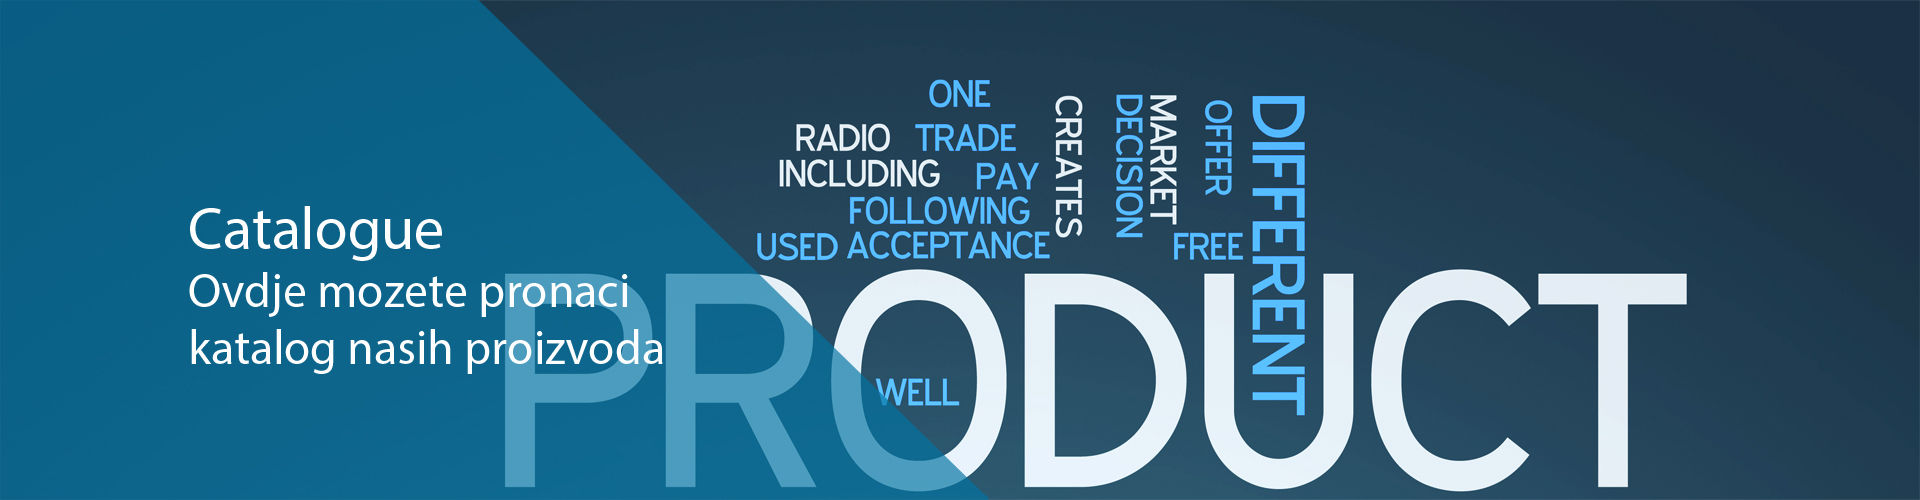 Catalogue
Ovdje mozete pronaci
katalog nasih proizvoda
ONE
RADIO TRADE
INCLUDING PAY
FOLLOWING
USED ACCEPTANCE
CREATES
DECISION
MARKET
OFFER
FREE
DIFFERENT
PRODUCT
WELL